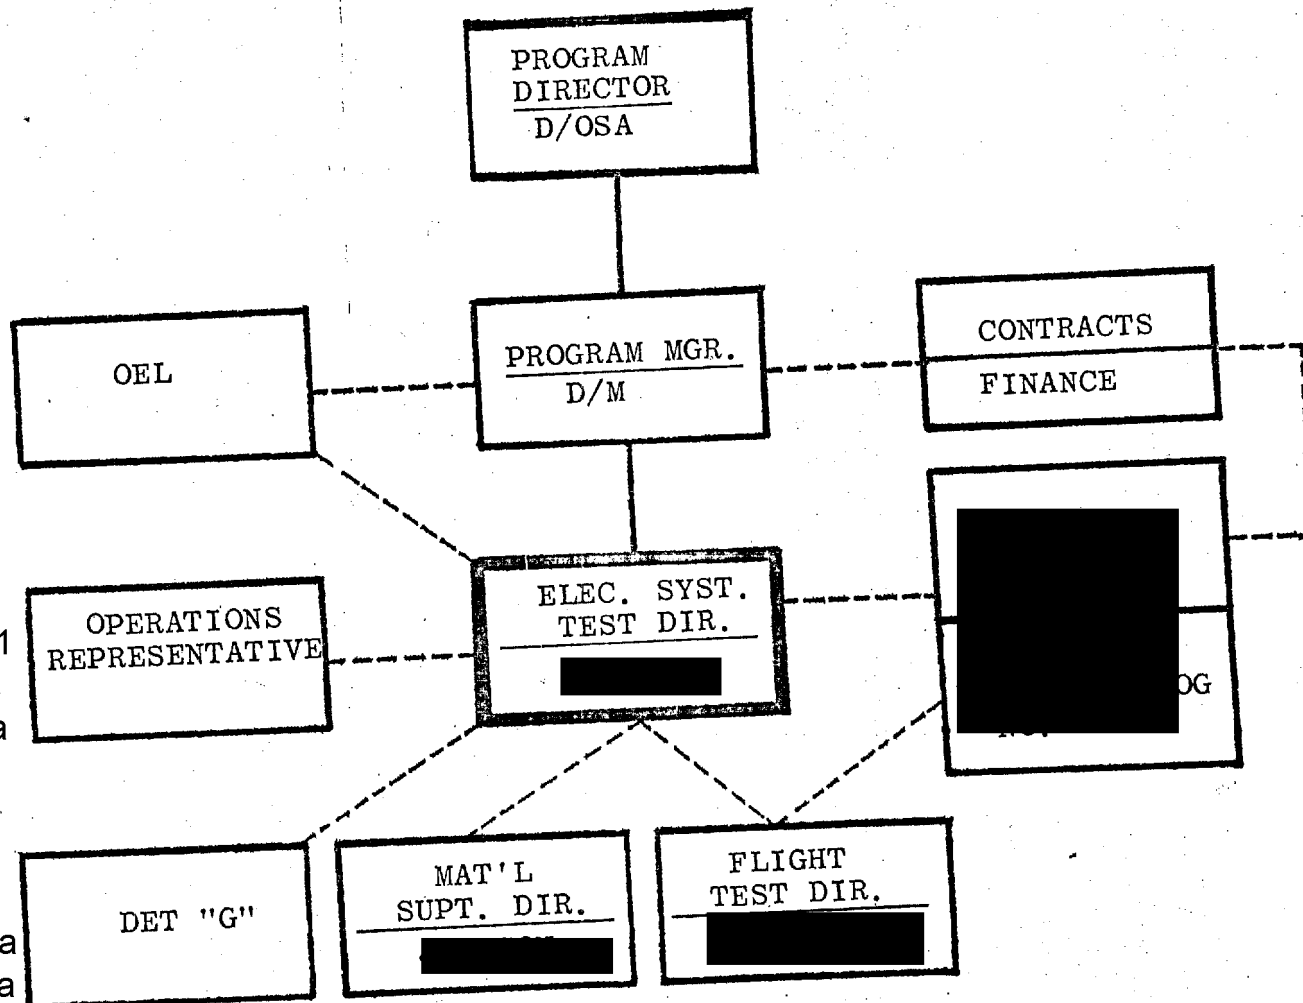 PROGRAM
DIRECTOR
D/OSA
OEL
PROGRAM MGR.
D/M
CONTRACTS
FINANCE
OPERATIONS
REPRESENTATIVE
ELEC. SYST.
TEST DIR.
OG
1
a
DET "G"
MAT'L
SUPT. DIR.
FLIGHT
TEST DIR.
a
a